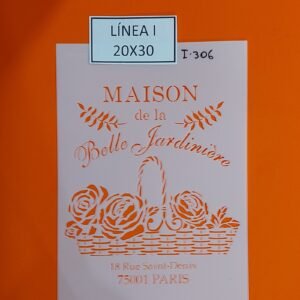 LÍNEA I
20X30
I-306
MAISON
de la
Belle Jardinière
18 Rue Saint-Denis
75001 PARIS